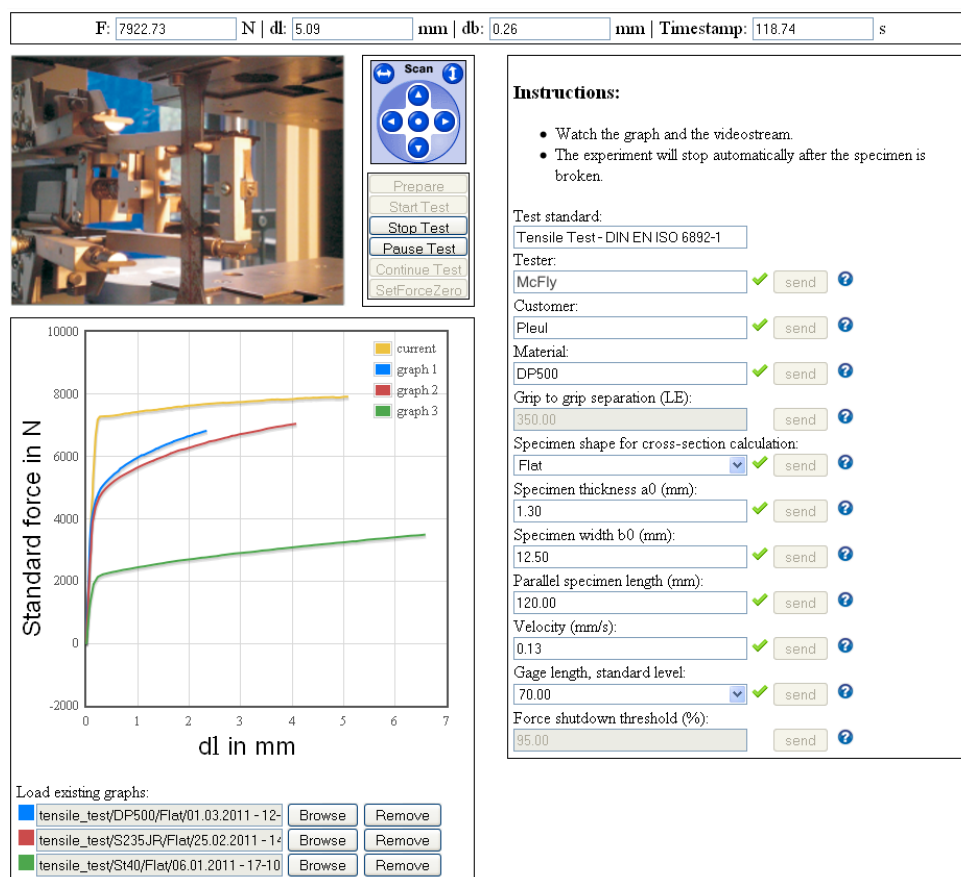 F: 7922.73 N | dl: 5.09 mm | db: 0.26 mm | Timestamp: 118.74 s
Scan
Prepare
Start Test
Stop Test
Pause Test
Continue Test
SetForceZero
Instructions:
• Watch the graph and the videostream.
• The experiment will stop automatically after the specimen is
broken.
Test standard:
Tensile Test - DIN EN ISO 6892-1
Tester:
McFly send
Customer:
Pleul send
Material:
DP500 send
Grip to grip separation (LE):
350.00 send
Specimen shape for cross-section calculation:
Flat send
Specimen thickness a0 (mm):
1.30 send
Specimen width b0 (mm):
12.50 send
Parallel specimen length (mm):
120.00 send
Velocity (mm/s):
0.13 send
Gage length, standard level:
70.00 send
Force shutdown threshold (%):
95.00 send
Standard force in N
10000
8000
6000
4000
2000
0
-2000
current
graph 1
graph 2
graph 3
0 1 2 3 4 5 6 7
dl in mm
Load existing graphs:
tensile_test/DP500/Flat/01.03.2011 - 12- Browse Remove
tensile_test/S235JR/Flat/25.02.2011 - 14 Browse Remove
tensile_test/St40/Flat/06.01.2011 - 17-10 Browse Remove